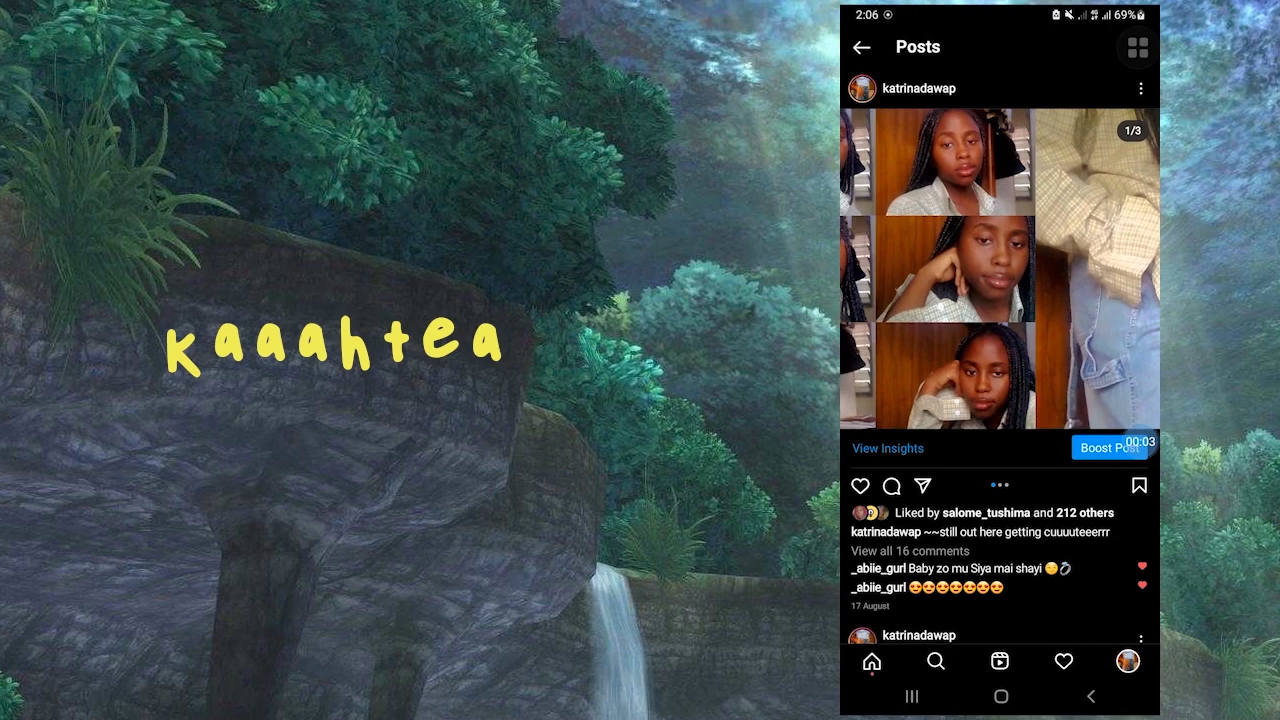 kaaahtea
2:06
69%
Posts
katrinadawap
1/3
View Insights
Boost Post
00:03
Liked by salome_tushima and 212 others
katrinadawap ~~still out here getting cuuuuteeerrr
View all 16 comments
_abiie_gurl Baby zo mu Siya mai shayi 😏💍
_abiie_gurl 😍😍😍😍😍😍😍
17 August
katrinadawap